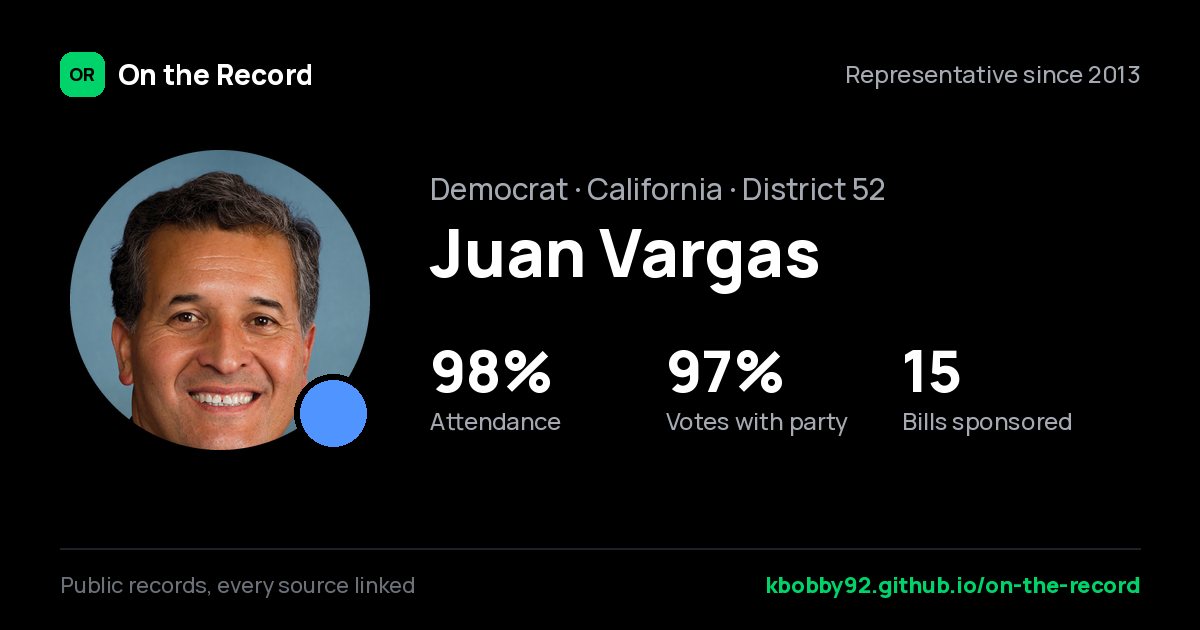 OR On the Record
Representative since 2013
Democrat · California · District 52
Juan Vargas
98% 97% 15
Attendance Votes with party Bills sponsored
Public records, every source linked
kbobby92.github.io/on-the-record